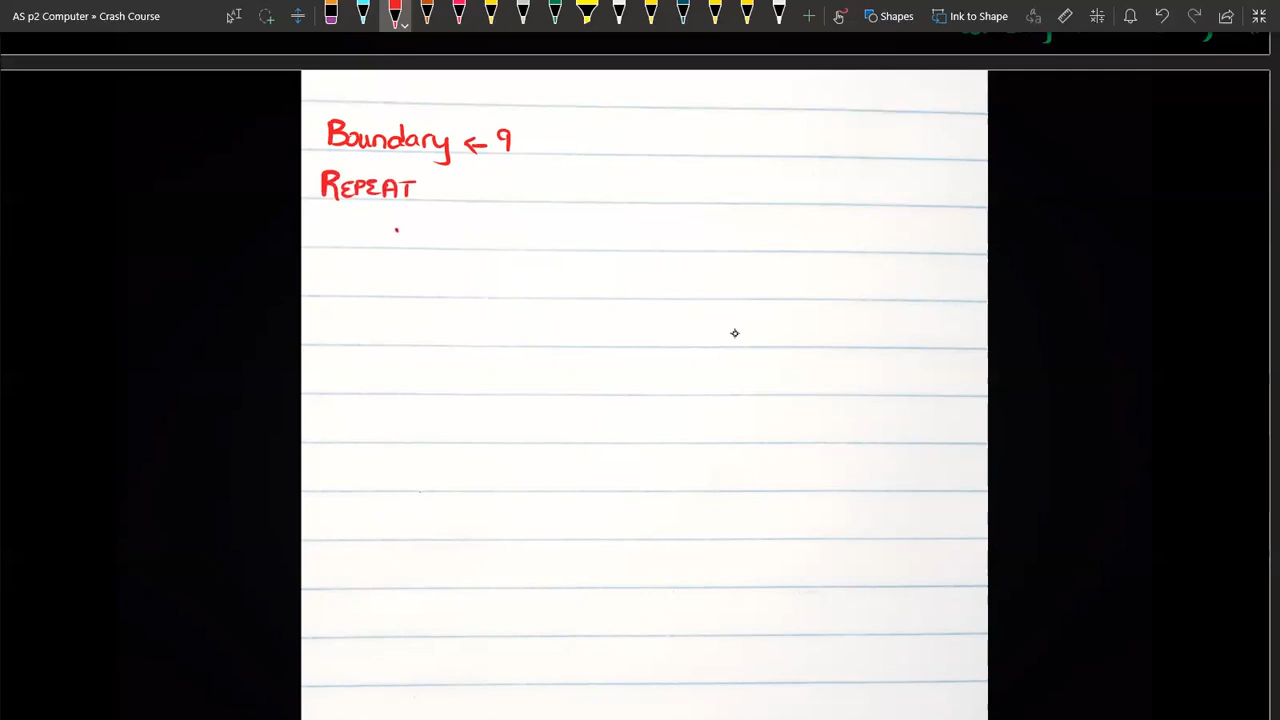 AS p2 Computer » Crash Course
Shapes
Ink to Shape
Boundary ← 9
REPEAT